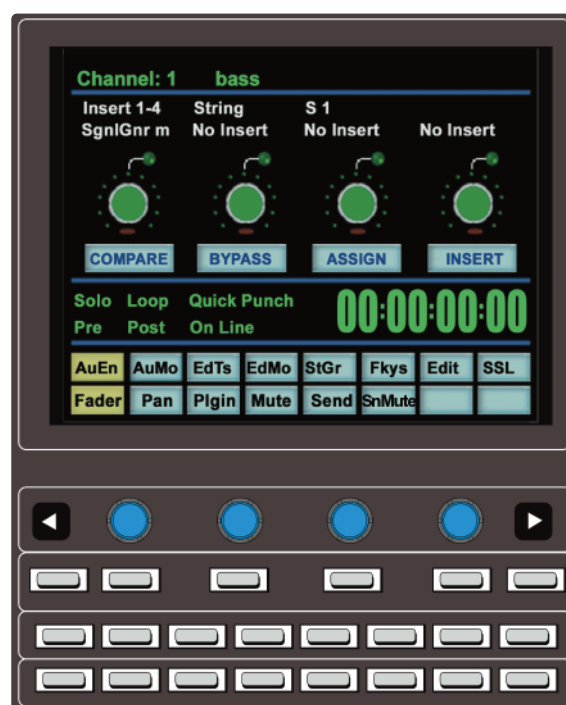 Channel: 1 bass
Insert 1-4 String S 1
SgnlGnr m No Insert No Insert No Insert
COMPARE BYPASS ASSIGN INSERT
Solo Loop Quick Punch 00:00:00:00
Pre Post On Line
AuEn AuMo EdTs EdMo StGr Fkys Edit SSL
Fader Pan Plgin Mute Send SnMute